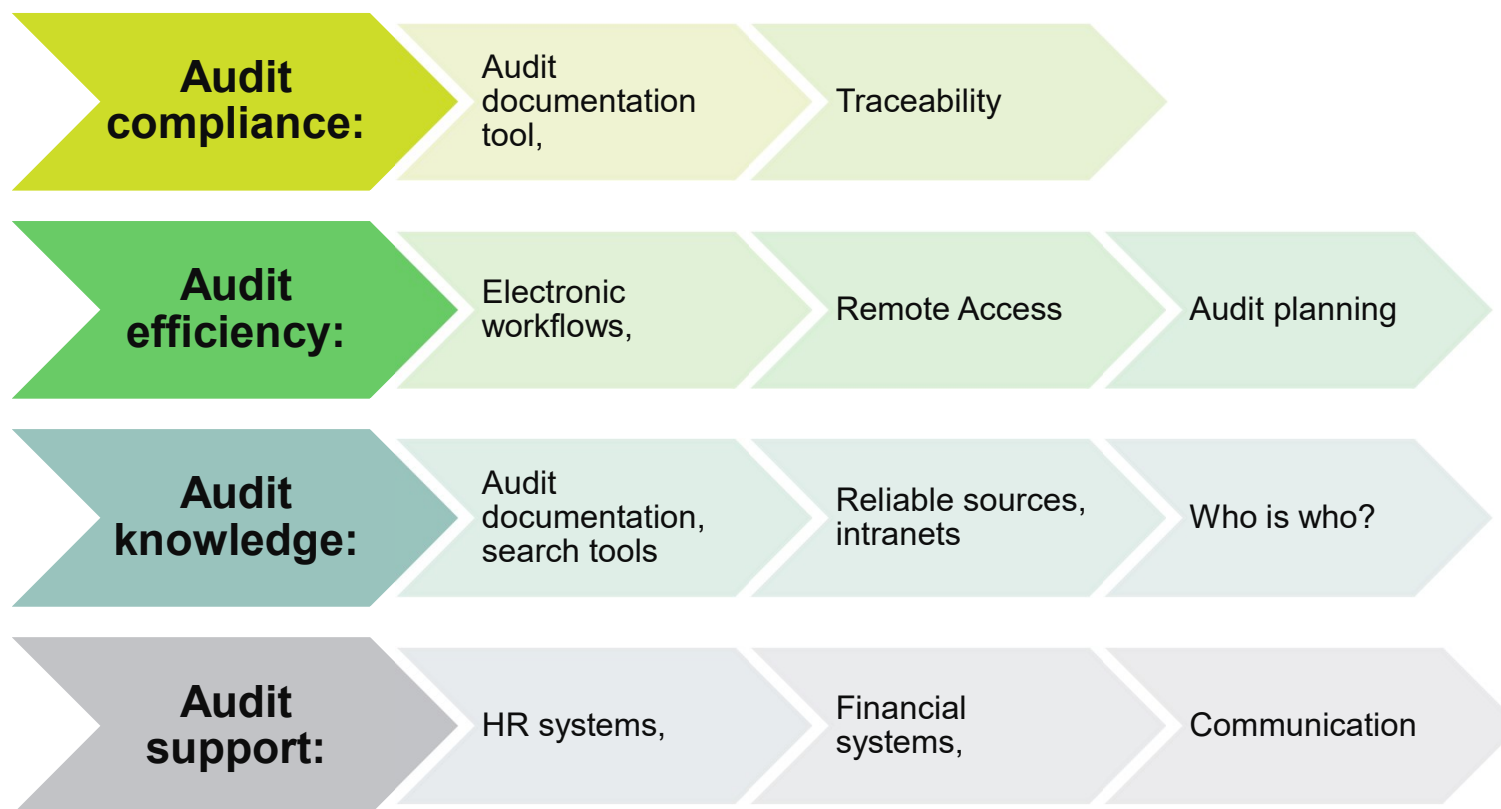 Audit
compliance:
Audit
documentation
tool,
Traceability
Audit
efficiency:
Electronic
workflows,
Remote Access
Audit planning
Audit
knowledge:
Audit
documentation,
search tools
Reliable sources,
intranets
Who is who?
Audit
support:
HR systems,
Financial
systems,
Communication